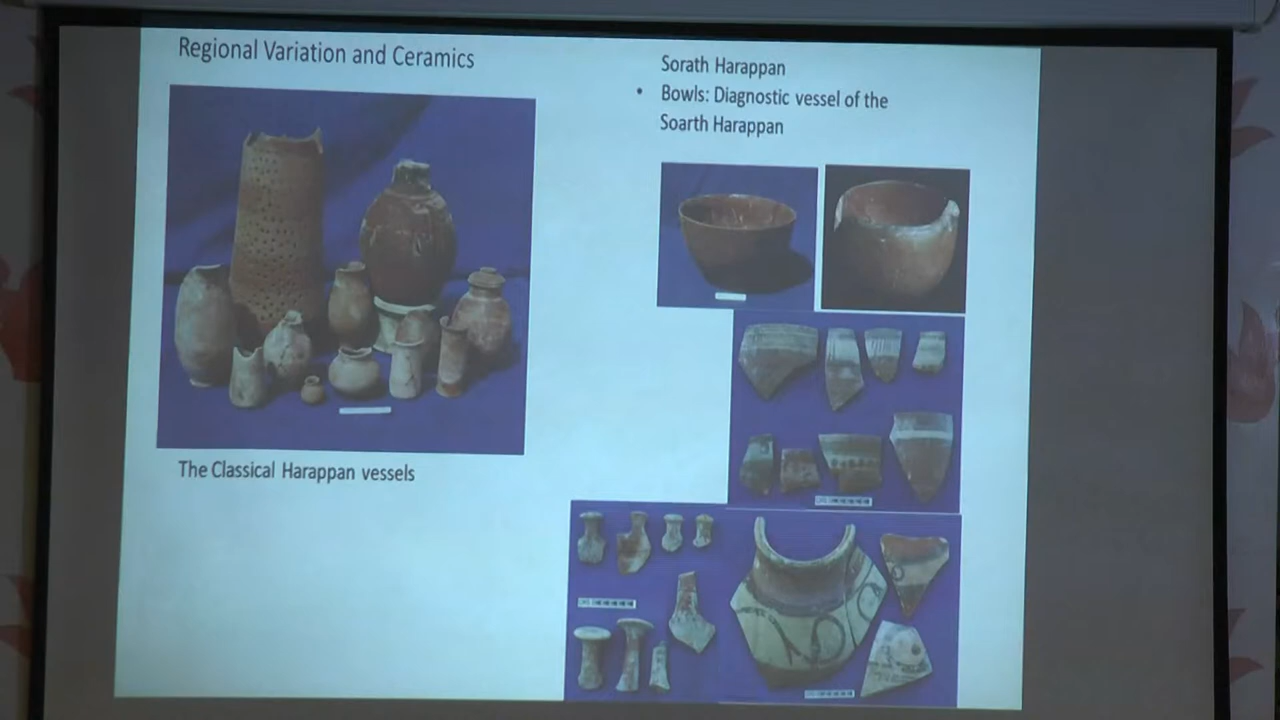 Regional Variation and Ceramics
The Classical Harappan vessels
Sorath Harappan
• Bowls: Diagnostic vessel of the
Soarth Harappan